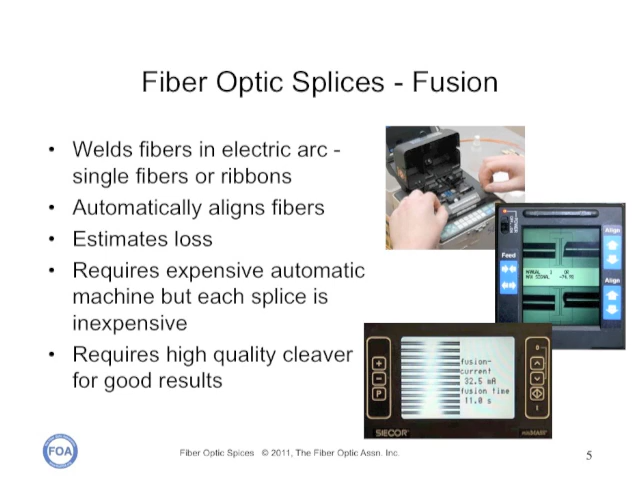 Fiber Optic Splices - Fusion
• Welds fibers in electric arc -
single fibers or ribbons
• Automatically aligns fibers
• Estimates loss
• Requires expensive automatic
machine but each splice is
inexpensive
• Requires high quality cleaver
for good results
Align
Feed
Align
fusion-
current
32.5 mA
fusion time
11.0 s
P
SIECOR
FOA
Fiber Optic Spices © 2011, The Fiber Optic Assn. Inc.
5